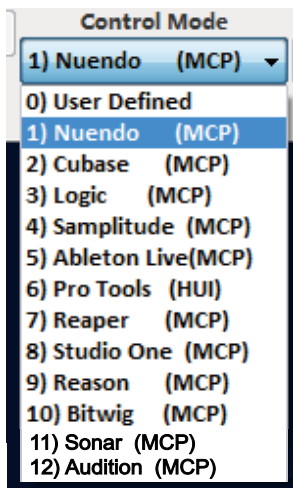 Control Mode
1) Nuendo (MCP)
0) User Defined
1) Nuendo (MCP)
2) Cubase (MCP)
3) Logic (MCP)
4) Samplitude (MCP)
5) Ableton Live(MCP)
6) Pro Tools (HUI)
7) Reaper (MCP)
8) Studio One (MCP)
9) Reason (MCP)
10) Bitwig (MCP)
11) Sonar (MCP)
12) Audition (MCP)